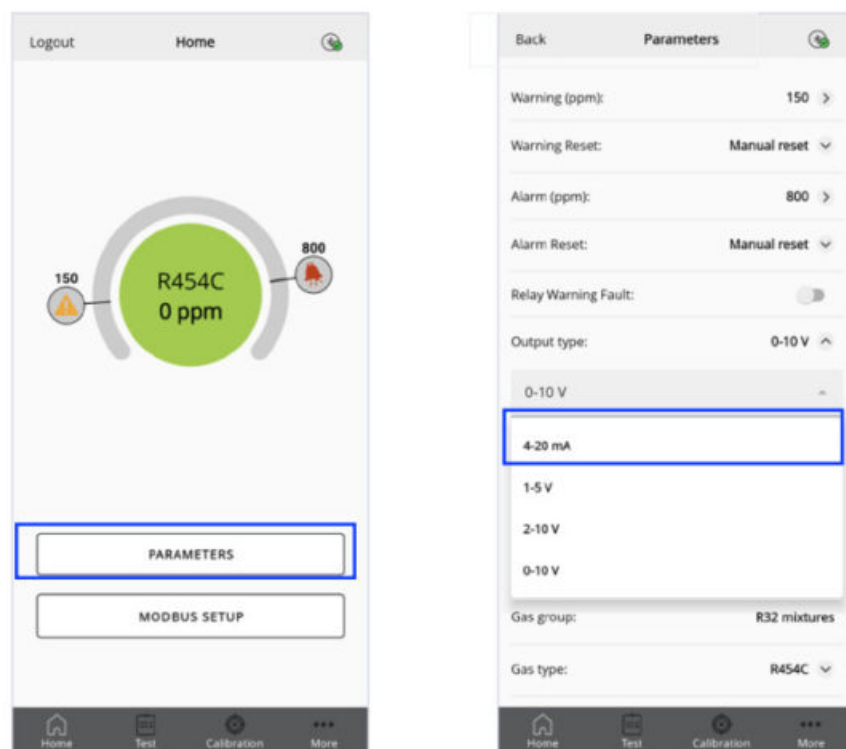 Logout Home
800
150
R454C
0 ppm
PARAMETERS
MODBUS SETUP
Home Test Calibration More
Back Parameters
Warning (ppm): 150
Warning Reset: Manual reset
Alarm (ppm): 800
Alarm Reset: Manual reset
Relay Warning Fault:
Output type: 0-10 V
0-10 V
4-20 mA
1-5 V
2-10 V
0-10 V
Gas group: R32 mixtures
Gas type: R454C
Home Test Calibration More